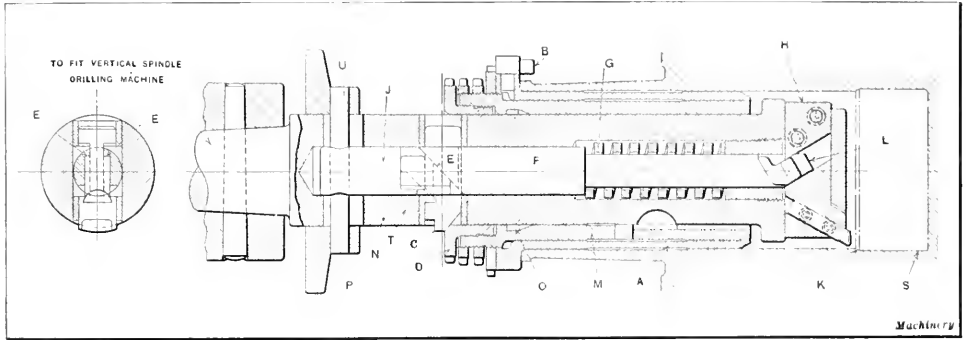 TO FIT VERTICAL SPINDLE
DRILLING MACHINE
E E
U
J
B
G
I
H
L
E
F
T
C
N
D
P
O
M
A
K
S
Machinery